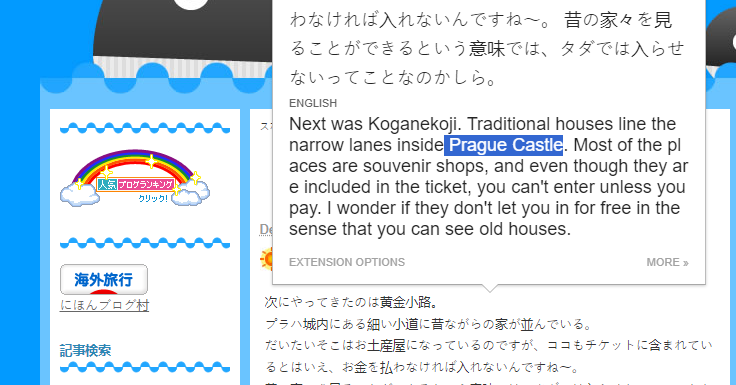 わなければ入れないんですね～。 昔の家々を見
ることができるという意味では、タダでは入らせ
ないってことなのかしら。
ENGLISH
Next was Koganekoji. Traditional houses line the
narrow lanes inside Prague Castle. Most of the pl
aces are souvenir shops, and even though they ar
e included in the ticket, you can't enter unless you
pay. I wonder if they don't let you in for free in the
sense that you can see old houses.
EXTENSION OPTIONS
MORE »
人気ブログランキング
クリック!
海外旅行
にほんブログ村
記事検索
De
次にやってきたのは黄金小路。
プラハ城内にある細い小道に昔ながらの家が並んでいる。
だいたいそこはお土産屋になっているのですが、ココもチケットに含まれてい
るとはいえ、お金を払わなければ入れないんですね～。